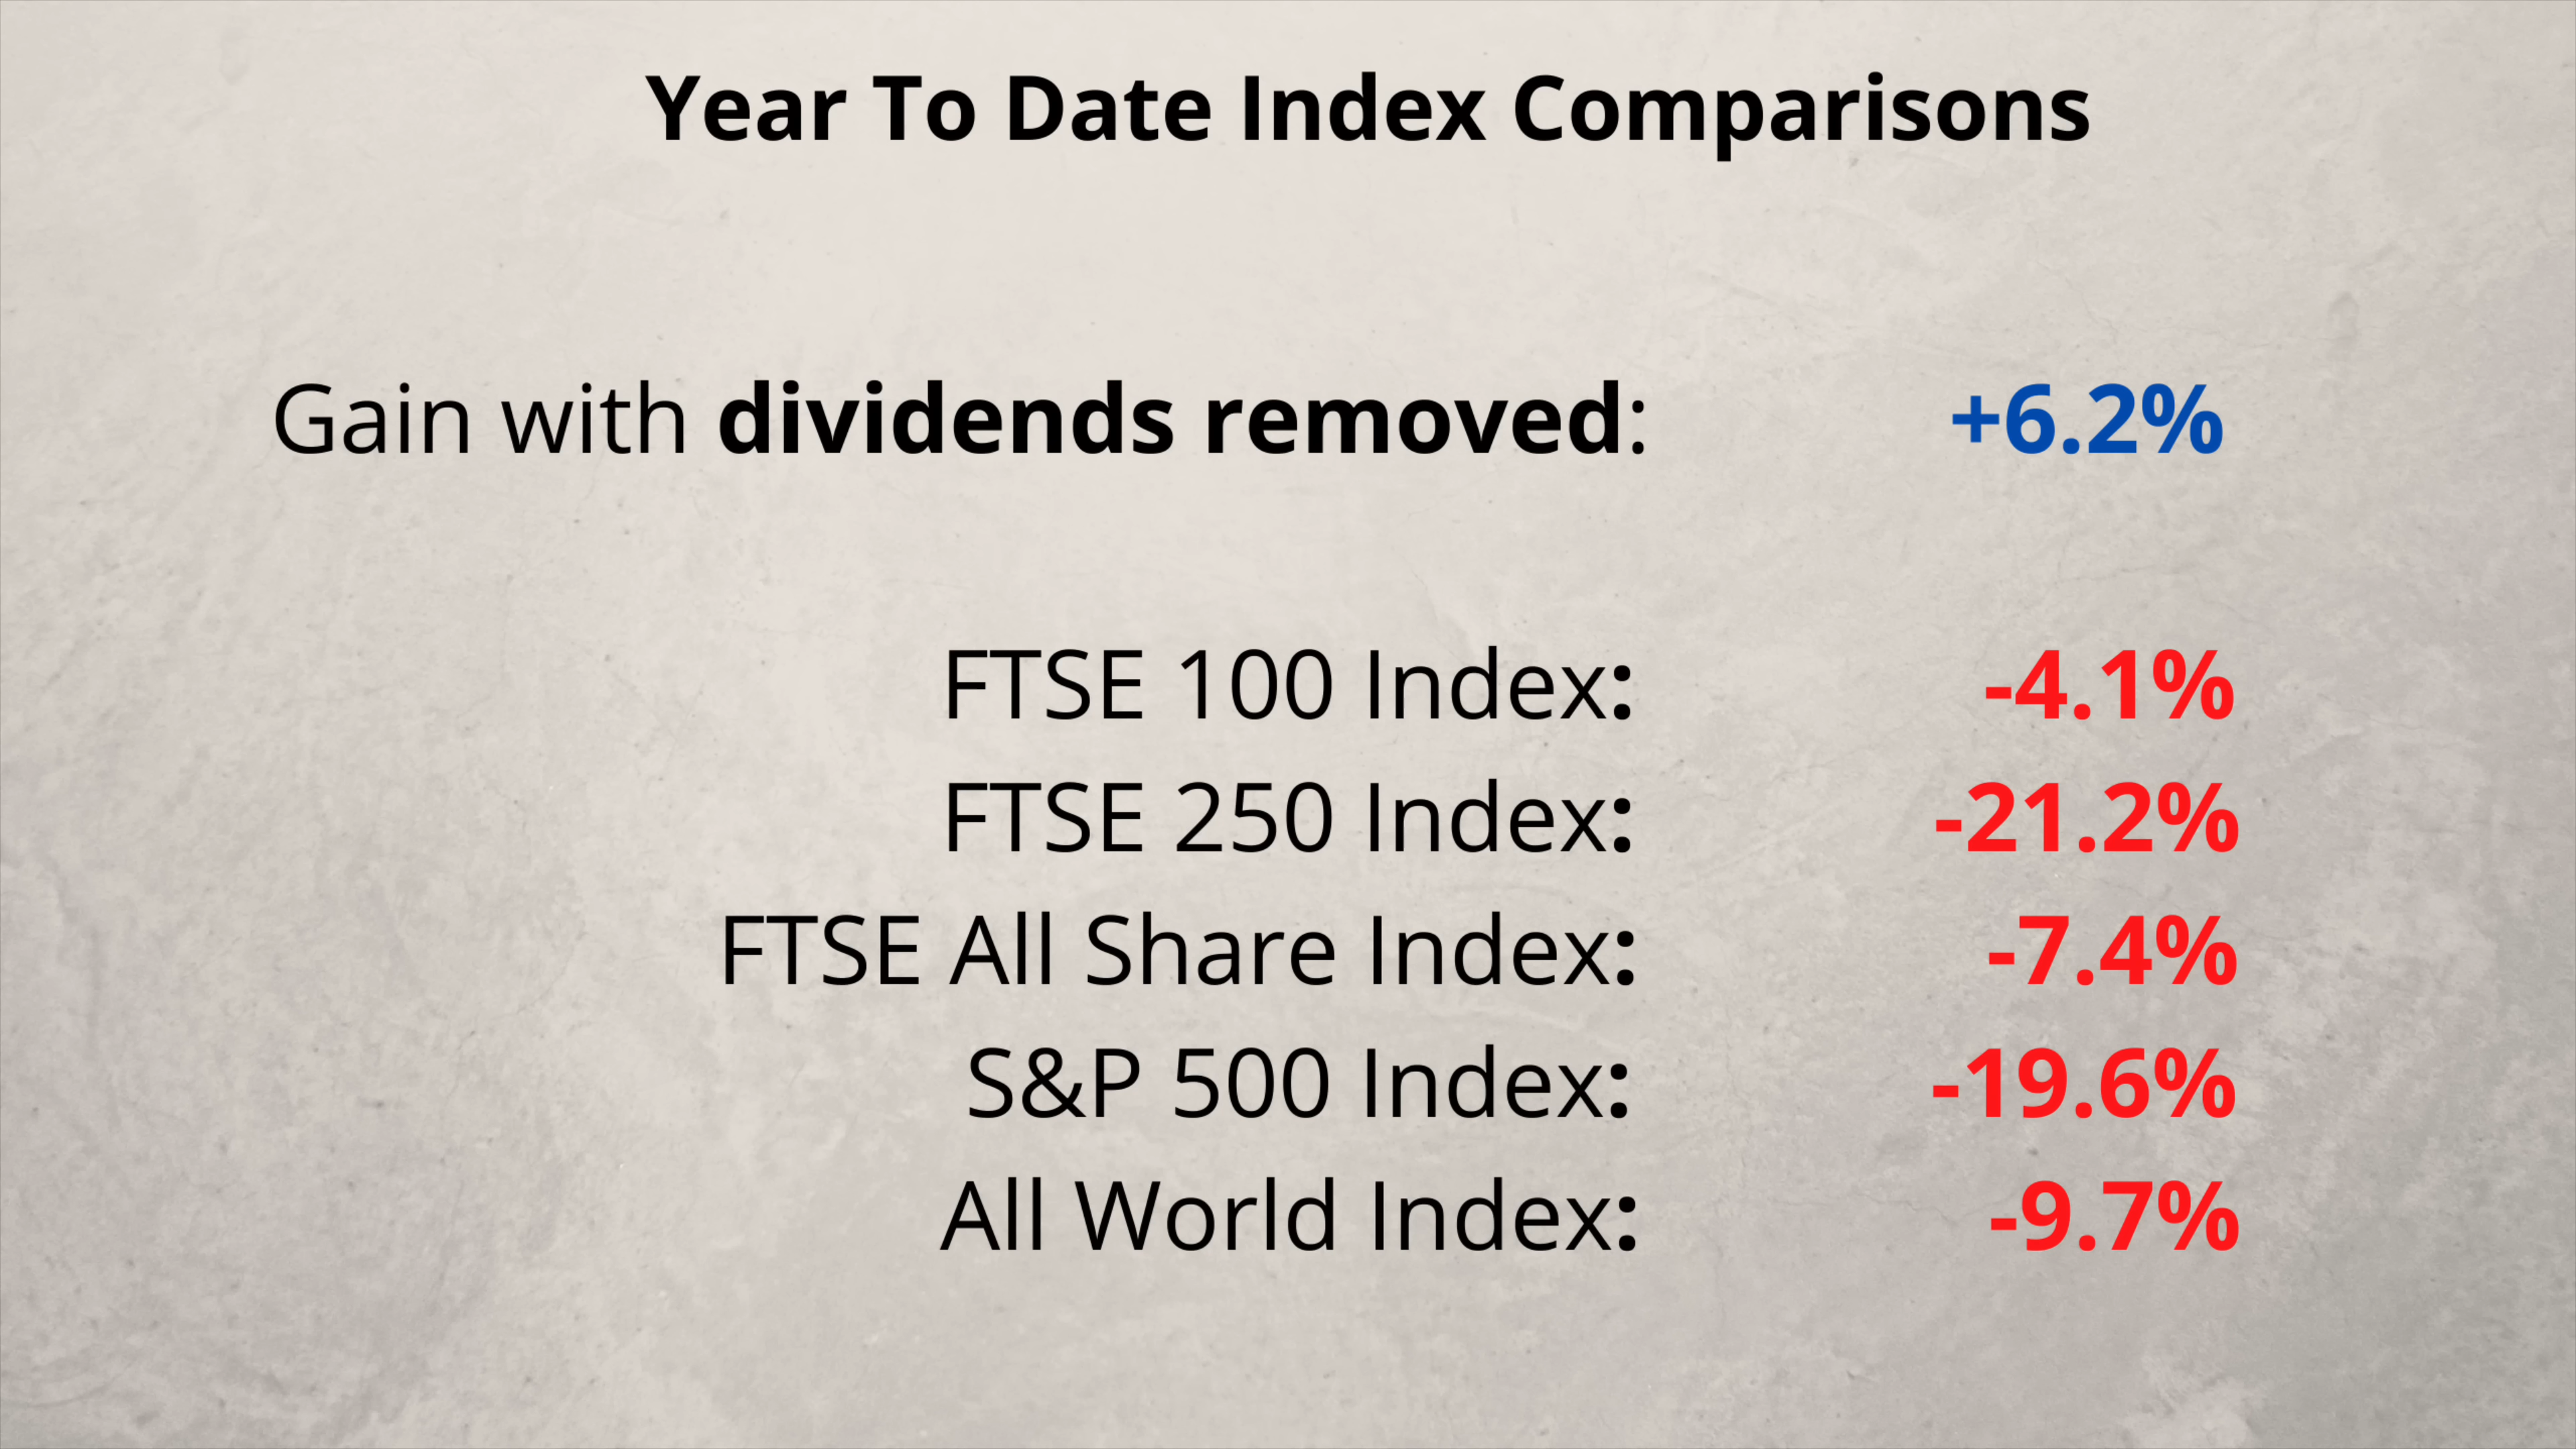 Year To Date Index Comparisons
Gain with dividends removed: +6.2%
FTSE 100 Index: -4.1%
FTSE 250 Index: -21.2%
FTSE All Share Index: -7.4%
S&P 500 Index: -19.6%
All World Index: -9.7%